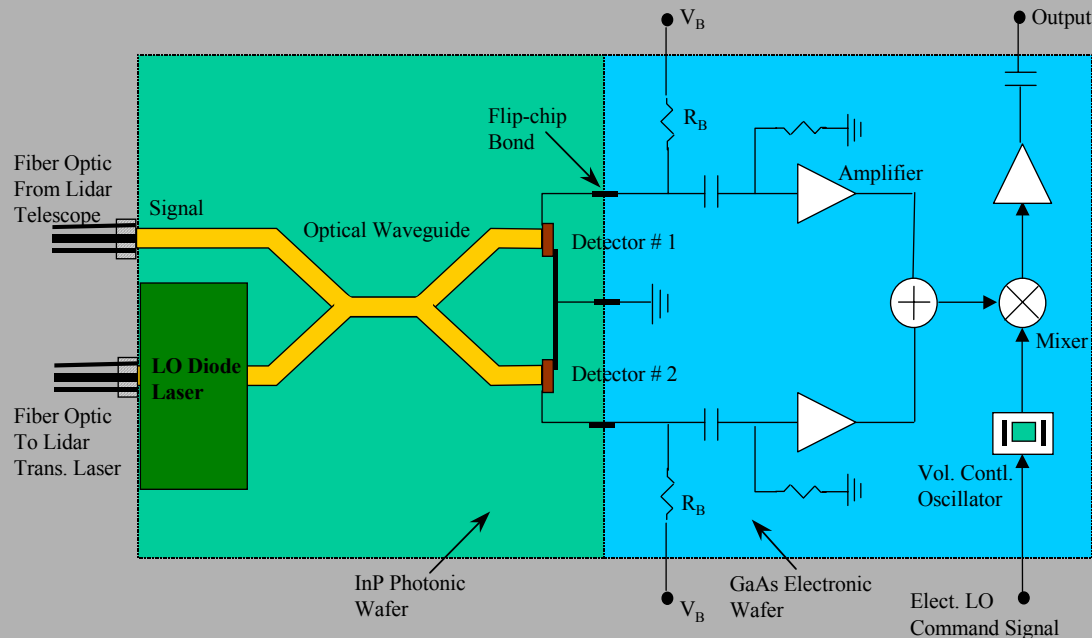 V_B
Output
Flip-chip
Bond
R_B
Fiber Optic
From Lidar
Telescope
Signal
Amplifier
Optical Waveguide
Detector # 1
Mixer
LO Diode
Laser
Detector # 2
Fiber Optic
To Lidar
Trans. Laser
Vol. Contl.
Oscillator
R_B
InP Photonic
Wafer
V_B
GaAs Electronic
Wafer
Elect. LO
Command Signal